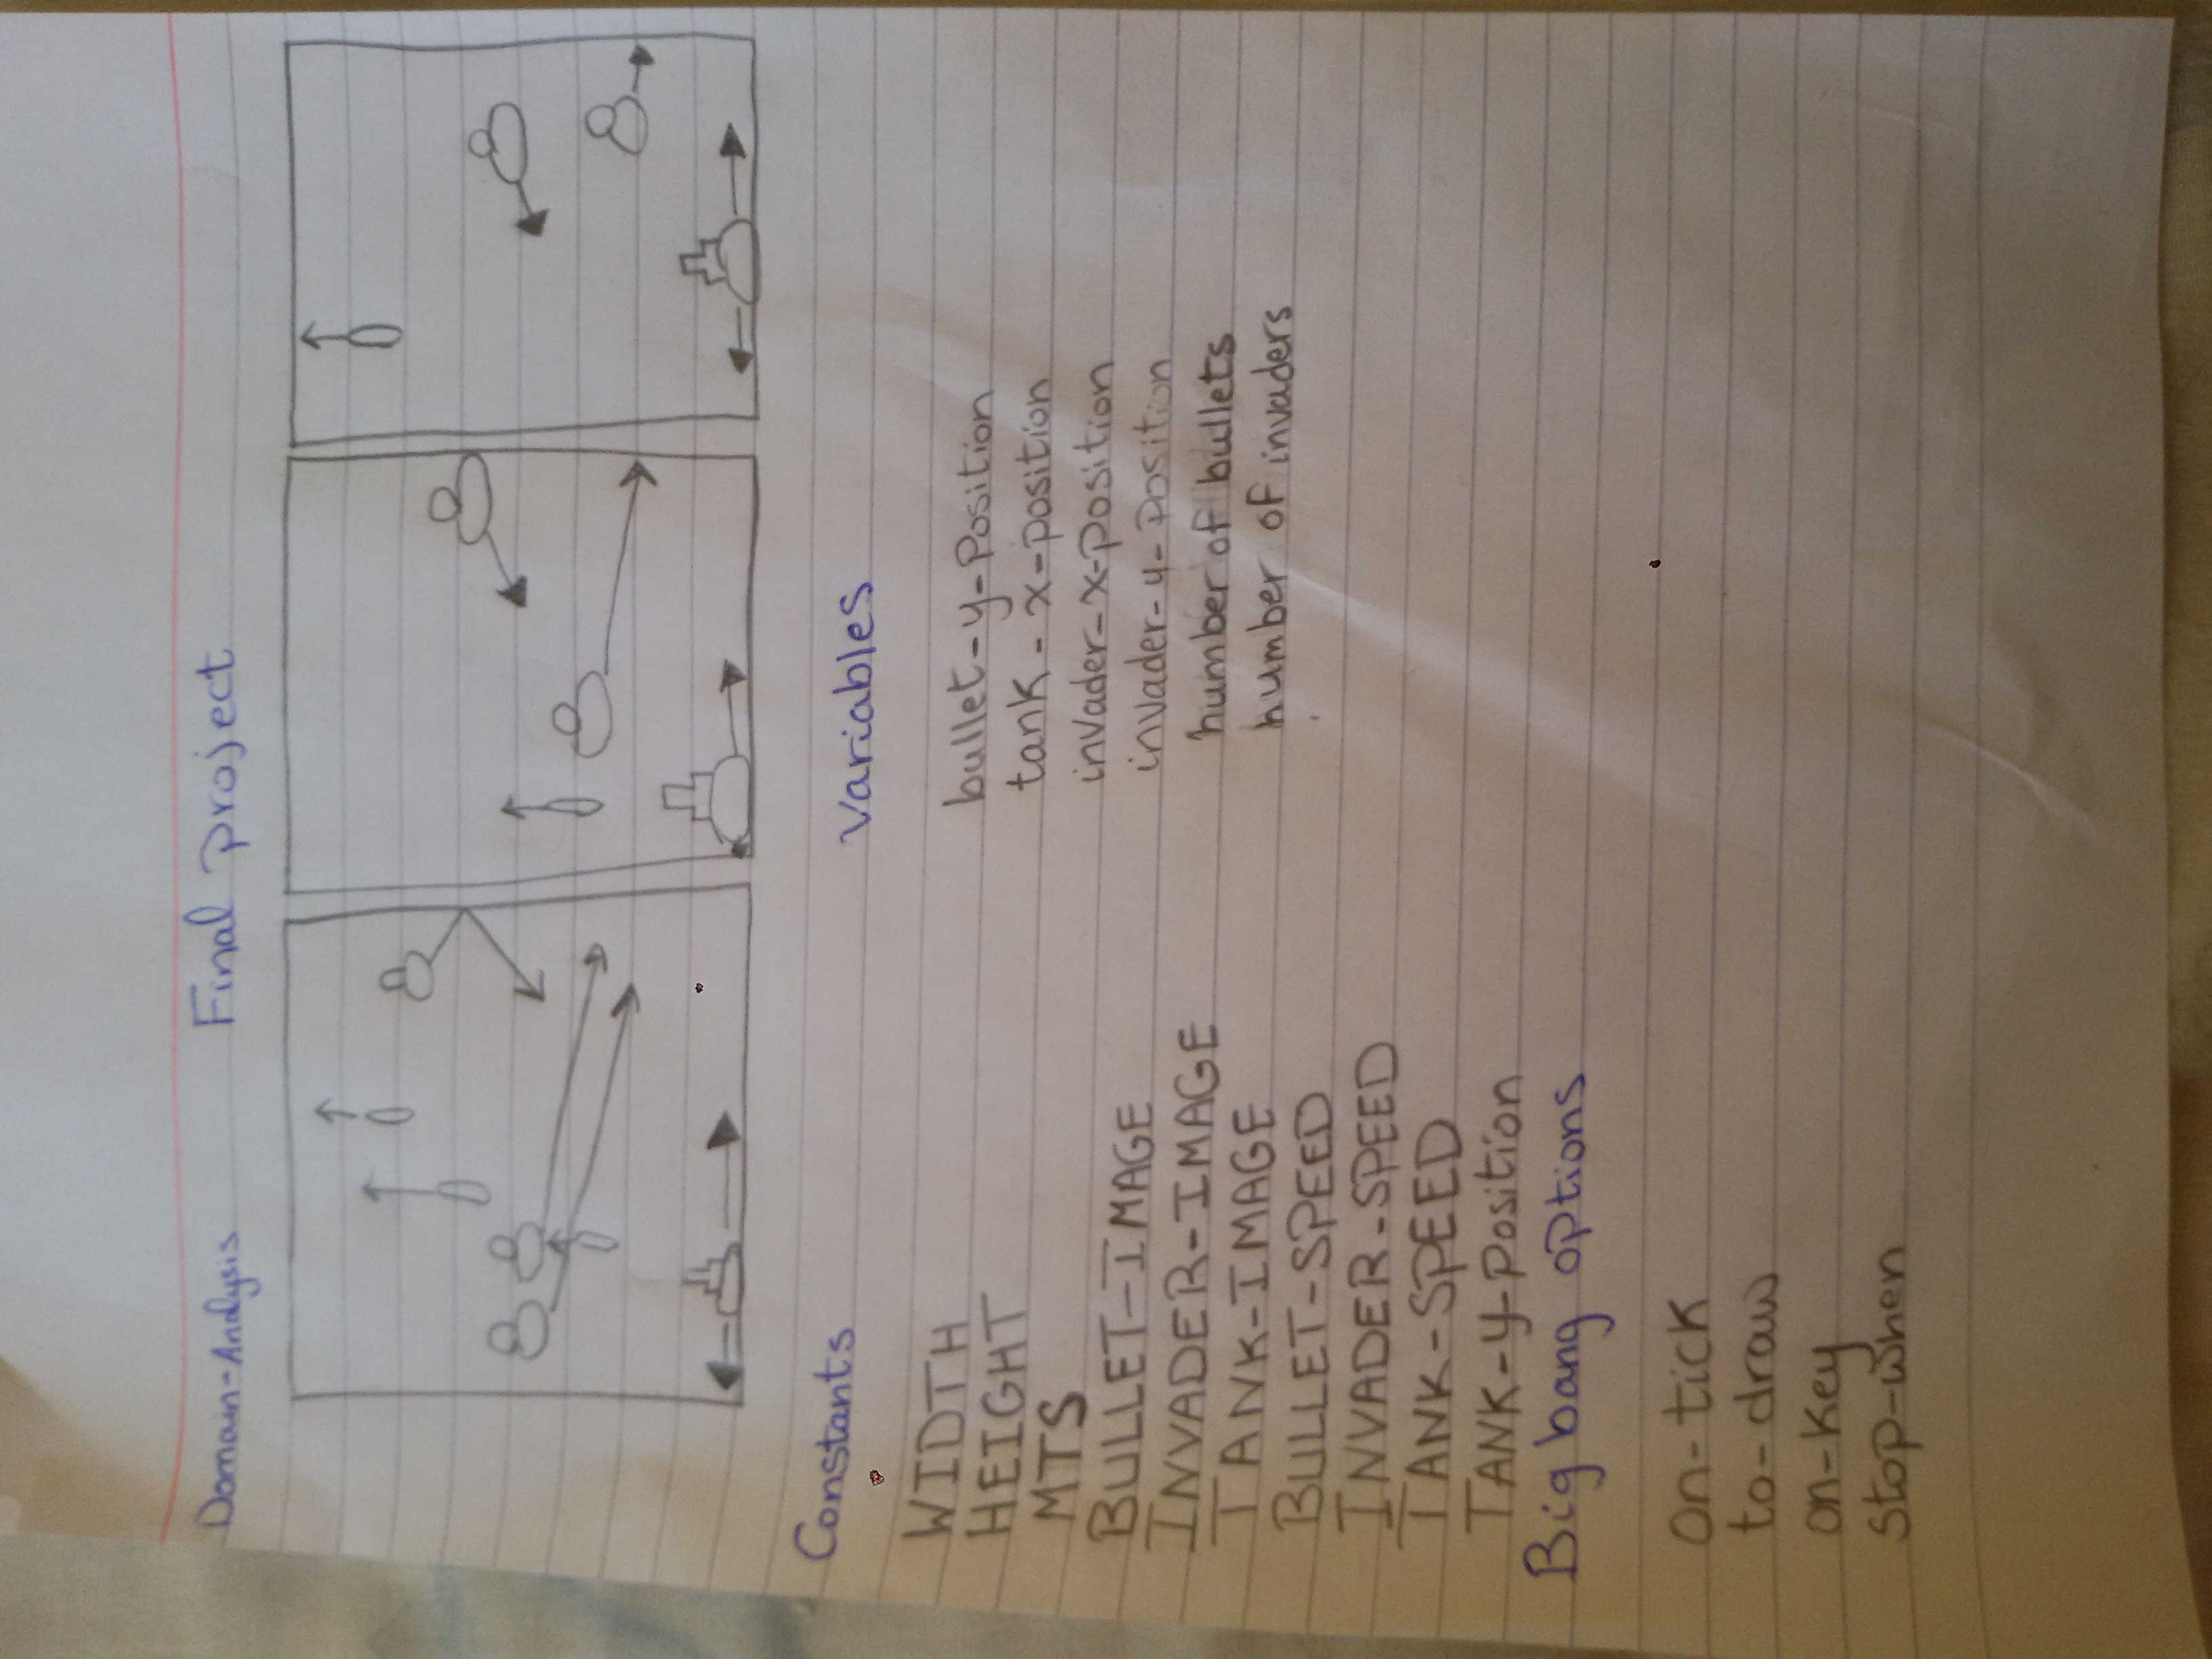 Final project
Domain-Analysis
Constants
WIDTH
HEIGHT
MTS
BULLET-IMAGE
INVADER-IMAGE
TANK-IMAGE
BULLET-SPEED
INVADER-SPEED
TANK-SPEED
TANK-y-position
Variables
bullet-y-position
tank-x-position
invader-x-position
invader-y-position
number of bullets
number of invaders
Big bang options
on-tick
to-draw
on-key
stop-when